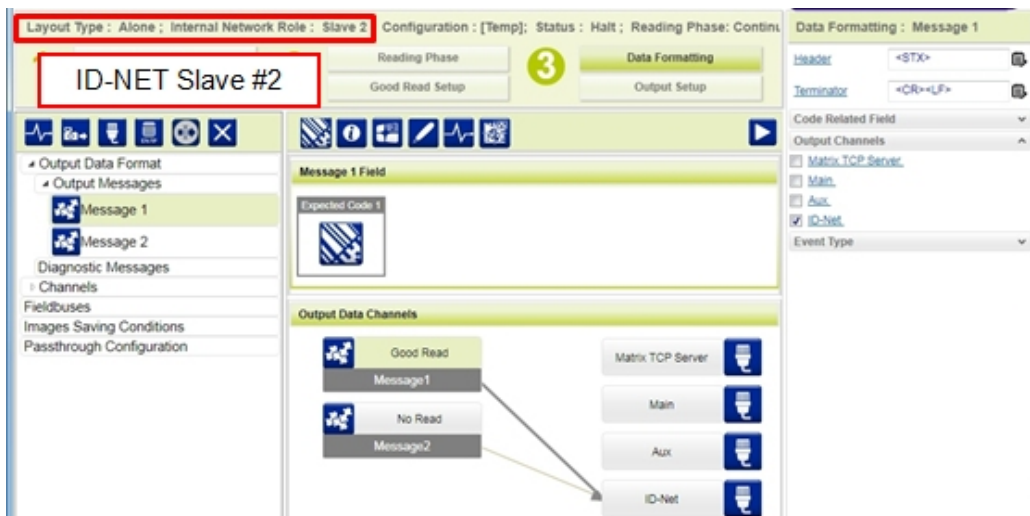 Layout Type : Alone ; Internal Network Role : Slave 2 Configuration : [Temp]; Status : Halt ; Reading Phase: Continu
ID-NET Slave #2
Reading Phase
Good Read Setup
3
Data Formatting
Output Setup
Output Data Format
Output Messages
Message 1
Message 2
Diagnostic Messages
Channels
Fieldbuses
Images Saving Conditions
Passthrough Configuration
Message 1 Field
Expected Code 1
Output Data Channels
Good Read
Message1
No Read
Message2
Matrix TCP Server
Main
Aux
ID-Net
Data Formatting : Message 1
Header <STX>
Terminator <CR><LF>
Code Related Field
Output Channels
Matrix TCP Server
Main
Aux
ID-Net
Event Type